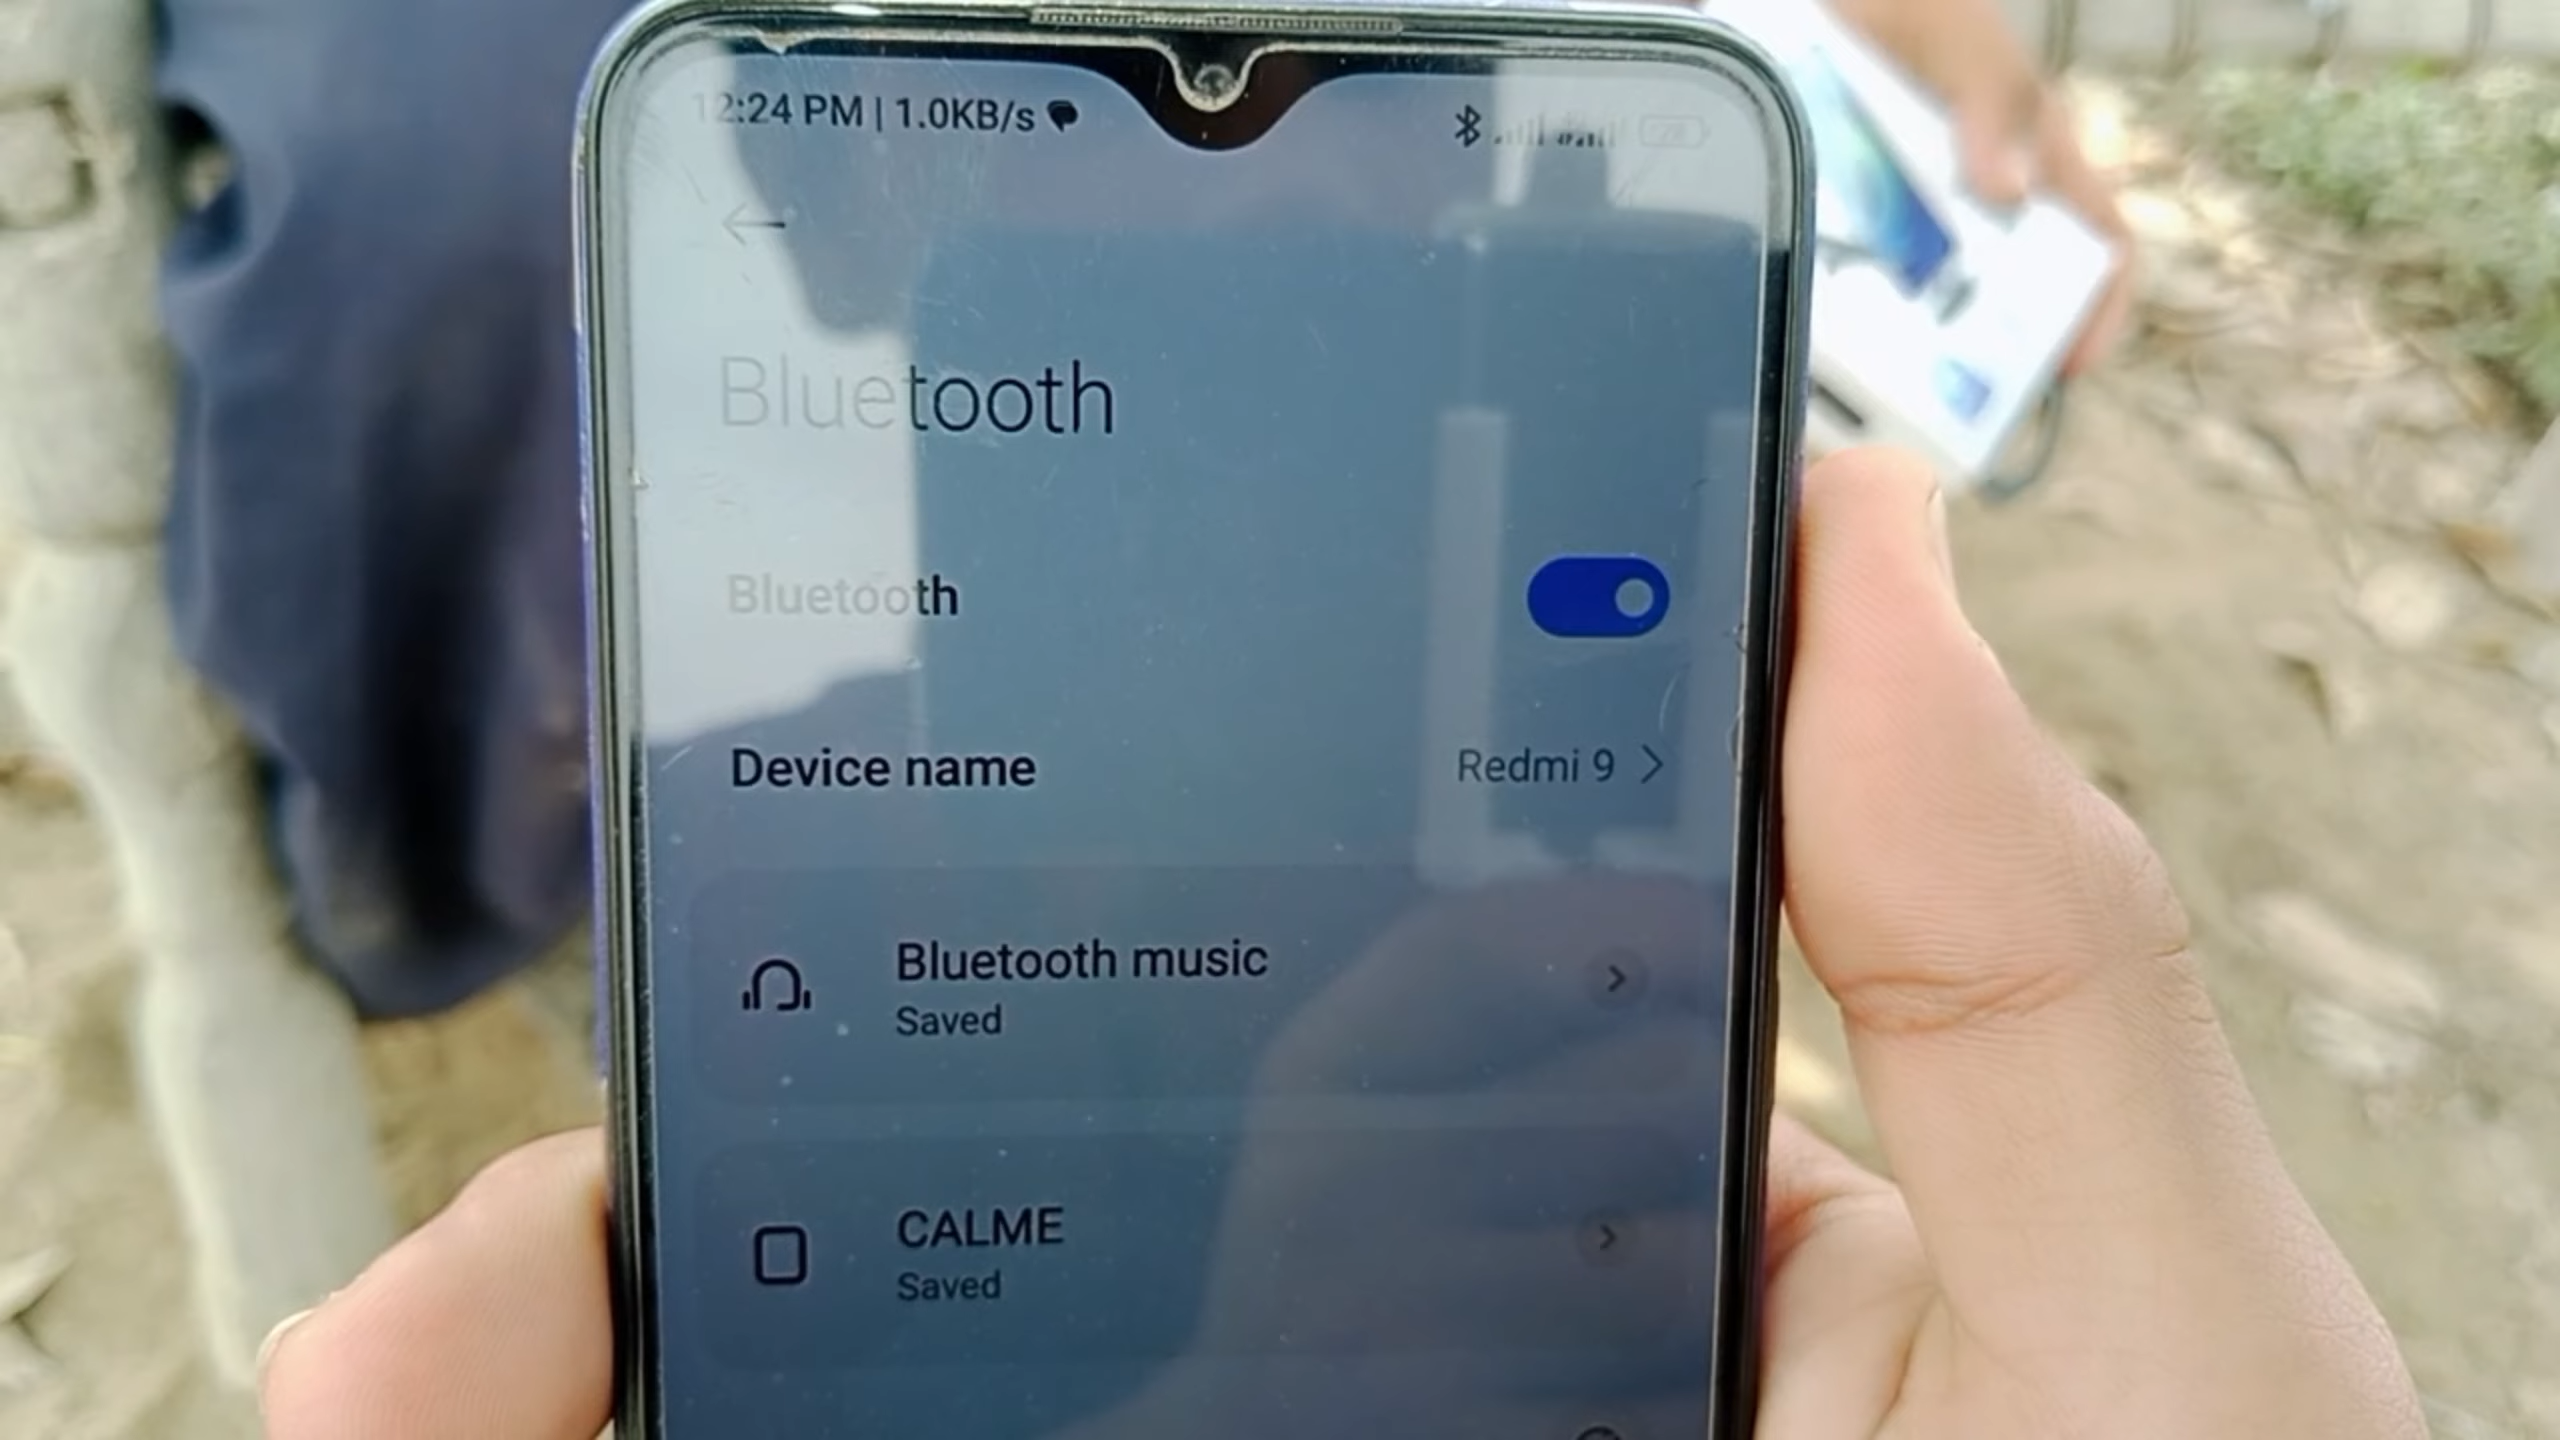 12:24 PM | 1.0KB/s
Bluetooth
Bluetooth
Device name
Redmi 9
Bluetooth music
Saved
CALME
Saved